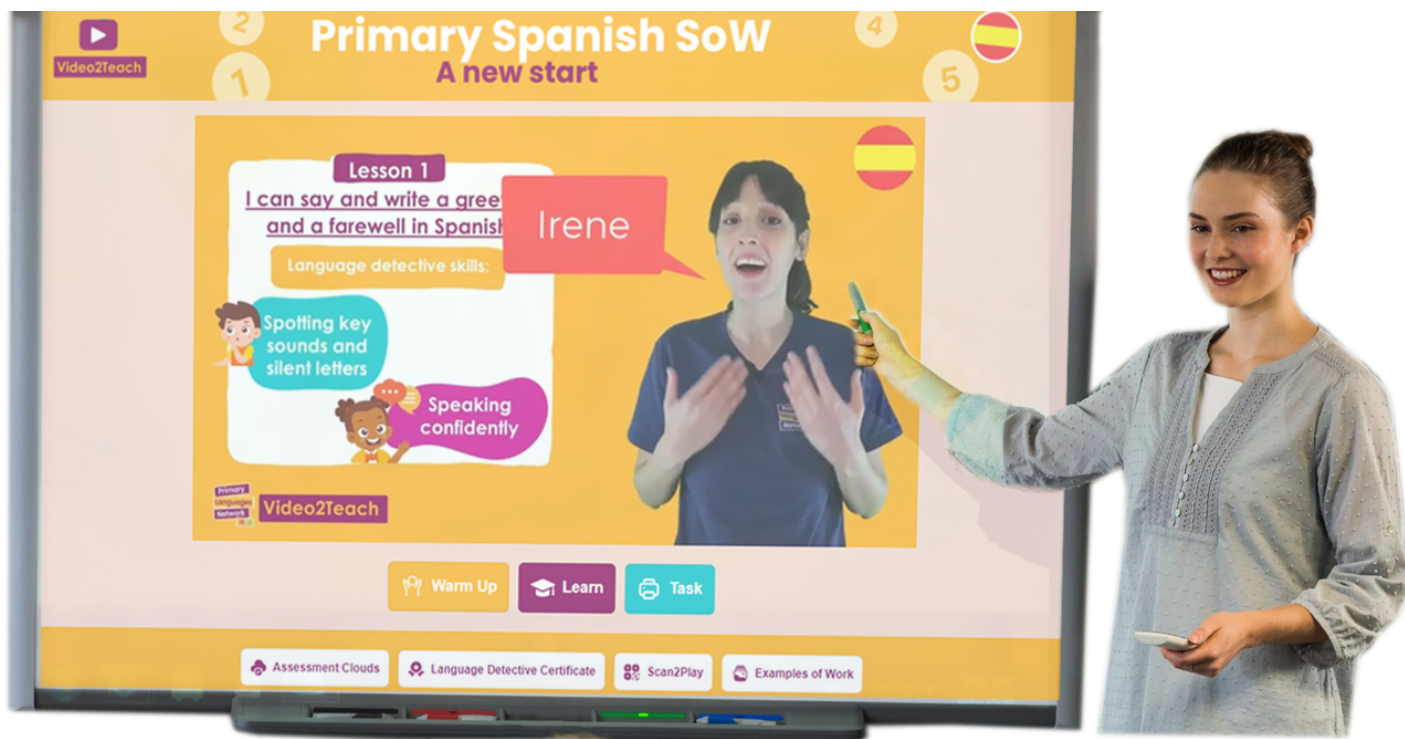 Video2Teach
2
1
Primary Spanish SoW
A new start
4
5
Lesson 1
I can say and write a gree
and a farewell in Spanish
Language detective skills:
Irene
Spotting key
sounds and
silent letters
Speaking
confidently
Primary
Languages
Network
Video2Teach
Warm Up
Learn
Task
Assessment Clouds
Language Detective Certificate
Scan2Play
Examples of Work